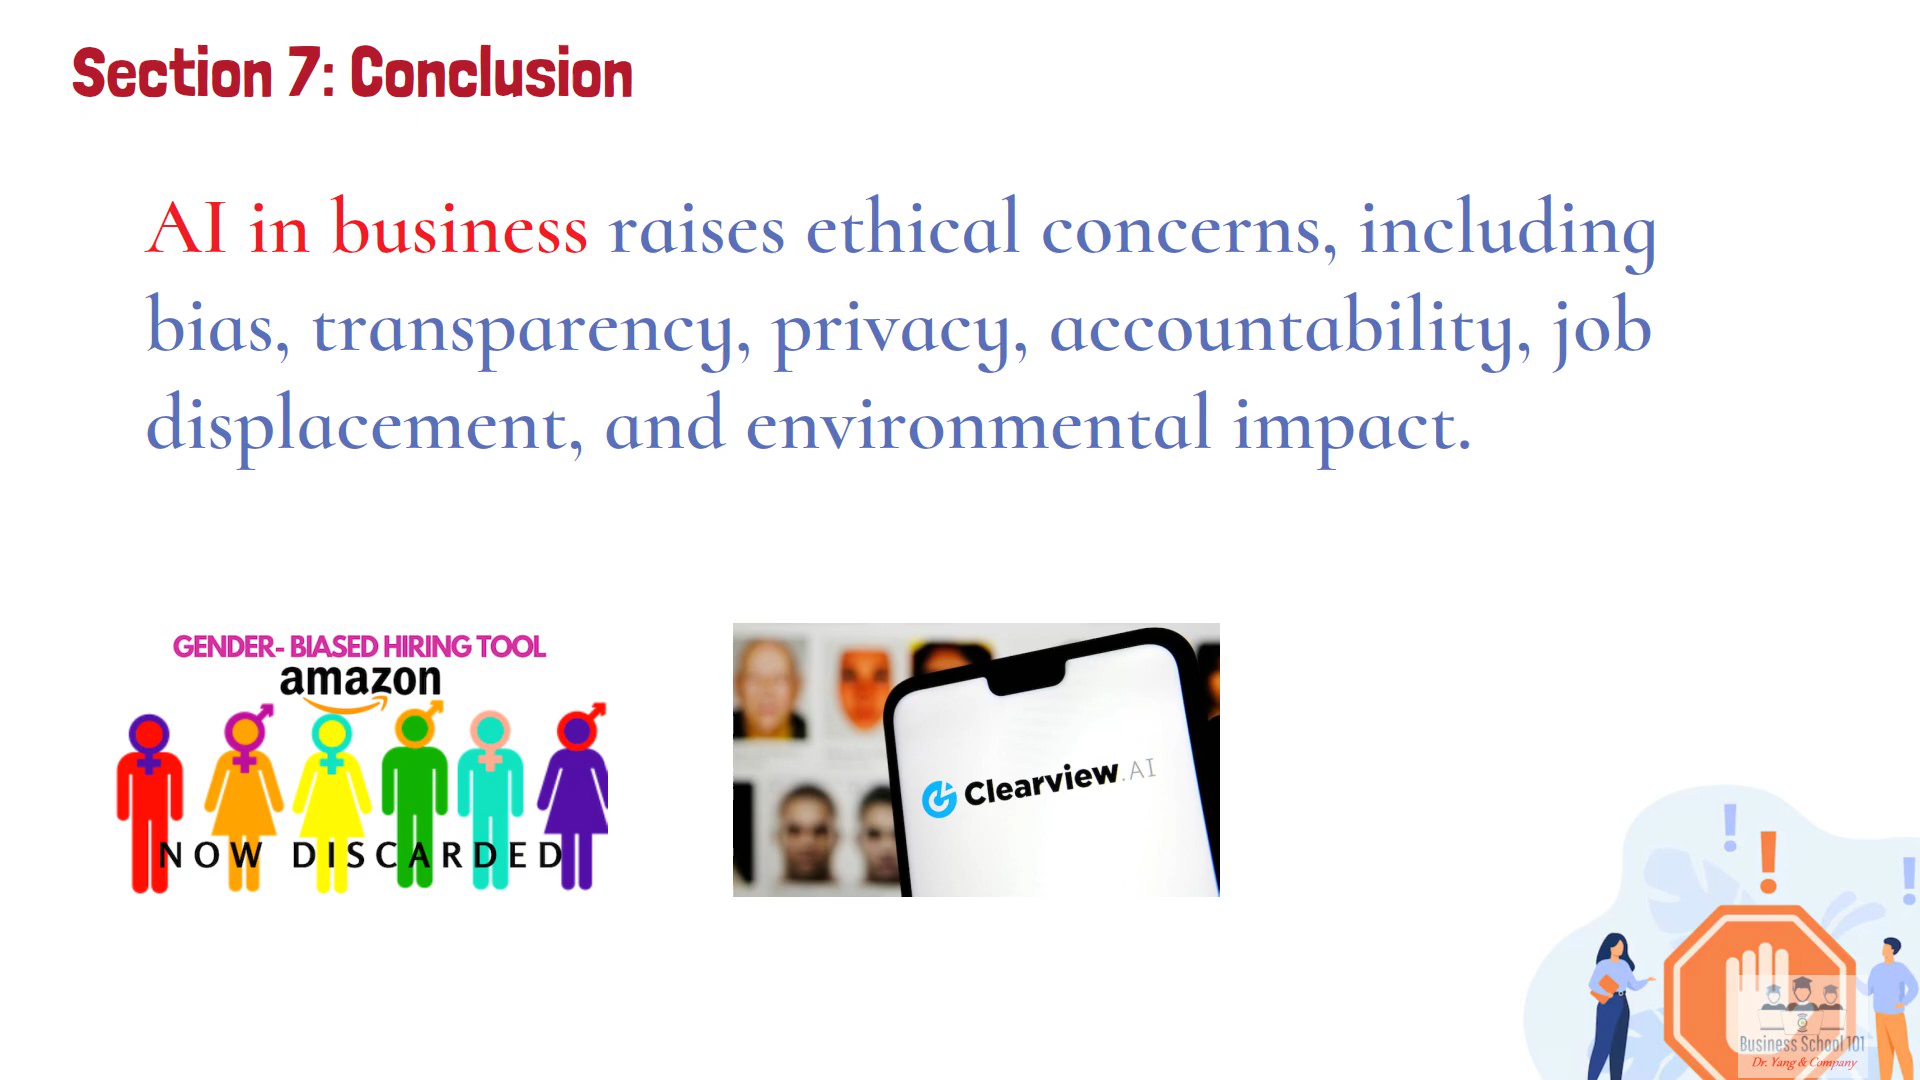 Section 7: Conclusion
AI in business raises ethical concerns, including
bias, transparency, privacy, accountability, job
displacement, and environmental impact.
GENDER- BIASED HIRING TOOL
amazon
NOW DISCARDED
Clearview.AI
Business School 101
Dr. Yang & Company